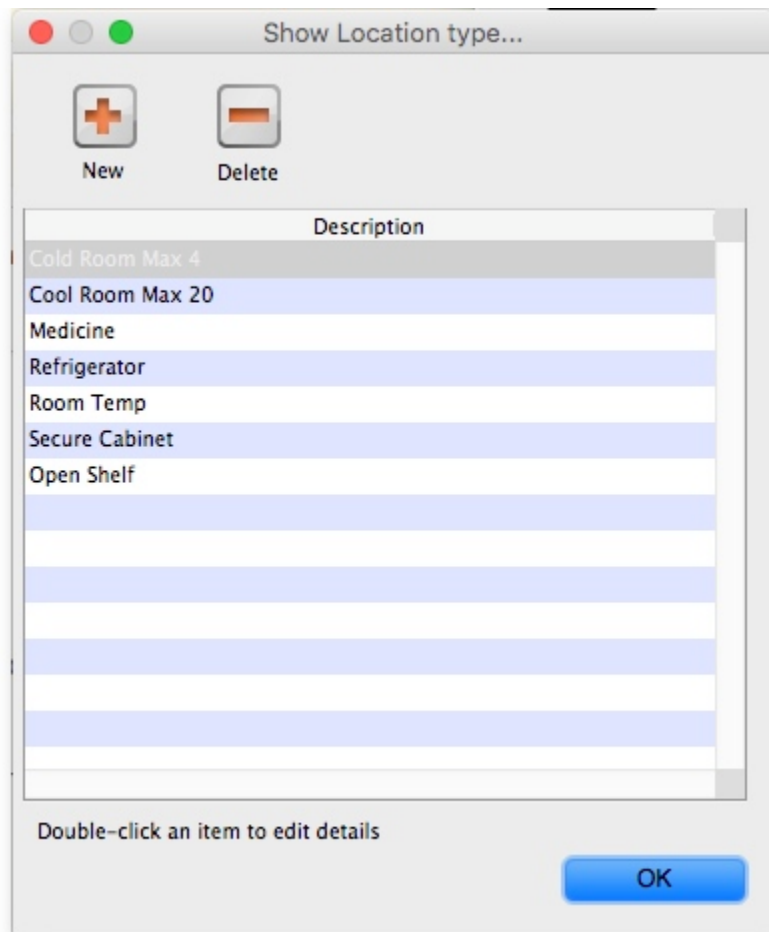 Show Location type...
New
Delete
Description
Cold Room Max 4
Cool Room Max 20
Medicine
Refrigerator
Room Temp
Secure Cabinet
Open Shelf
Double-click an item to edit details
OK